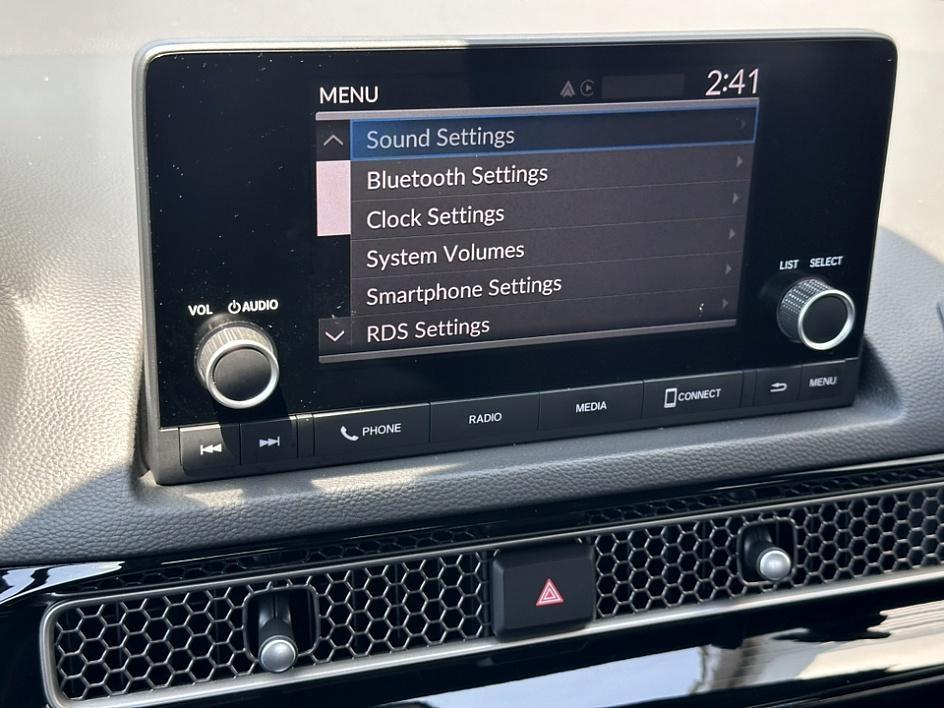 MENU 2:41
Sound Settings
Bluetooth Settings
Clock Settings
System Volumes
Smartphone Settings
RDS Settings
VOL AUDIO
LIST SELECT
PHONE RADIO MEDIA CONNECT MENU